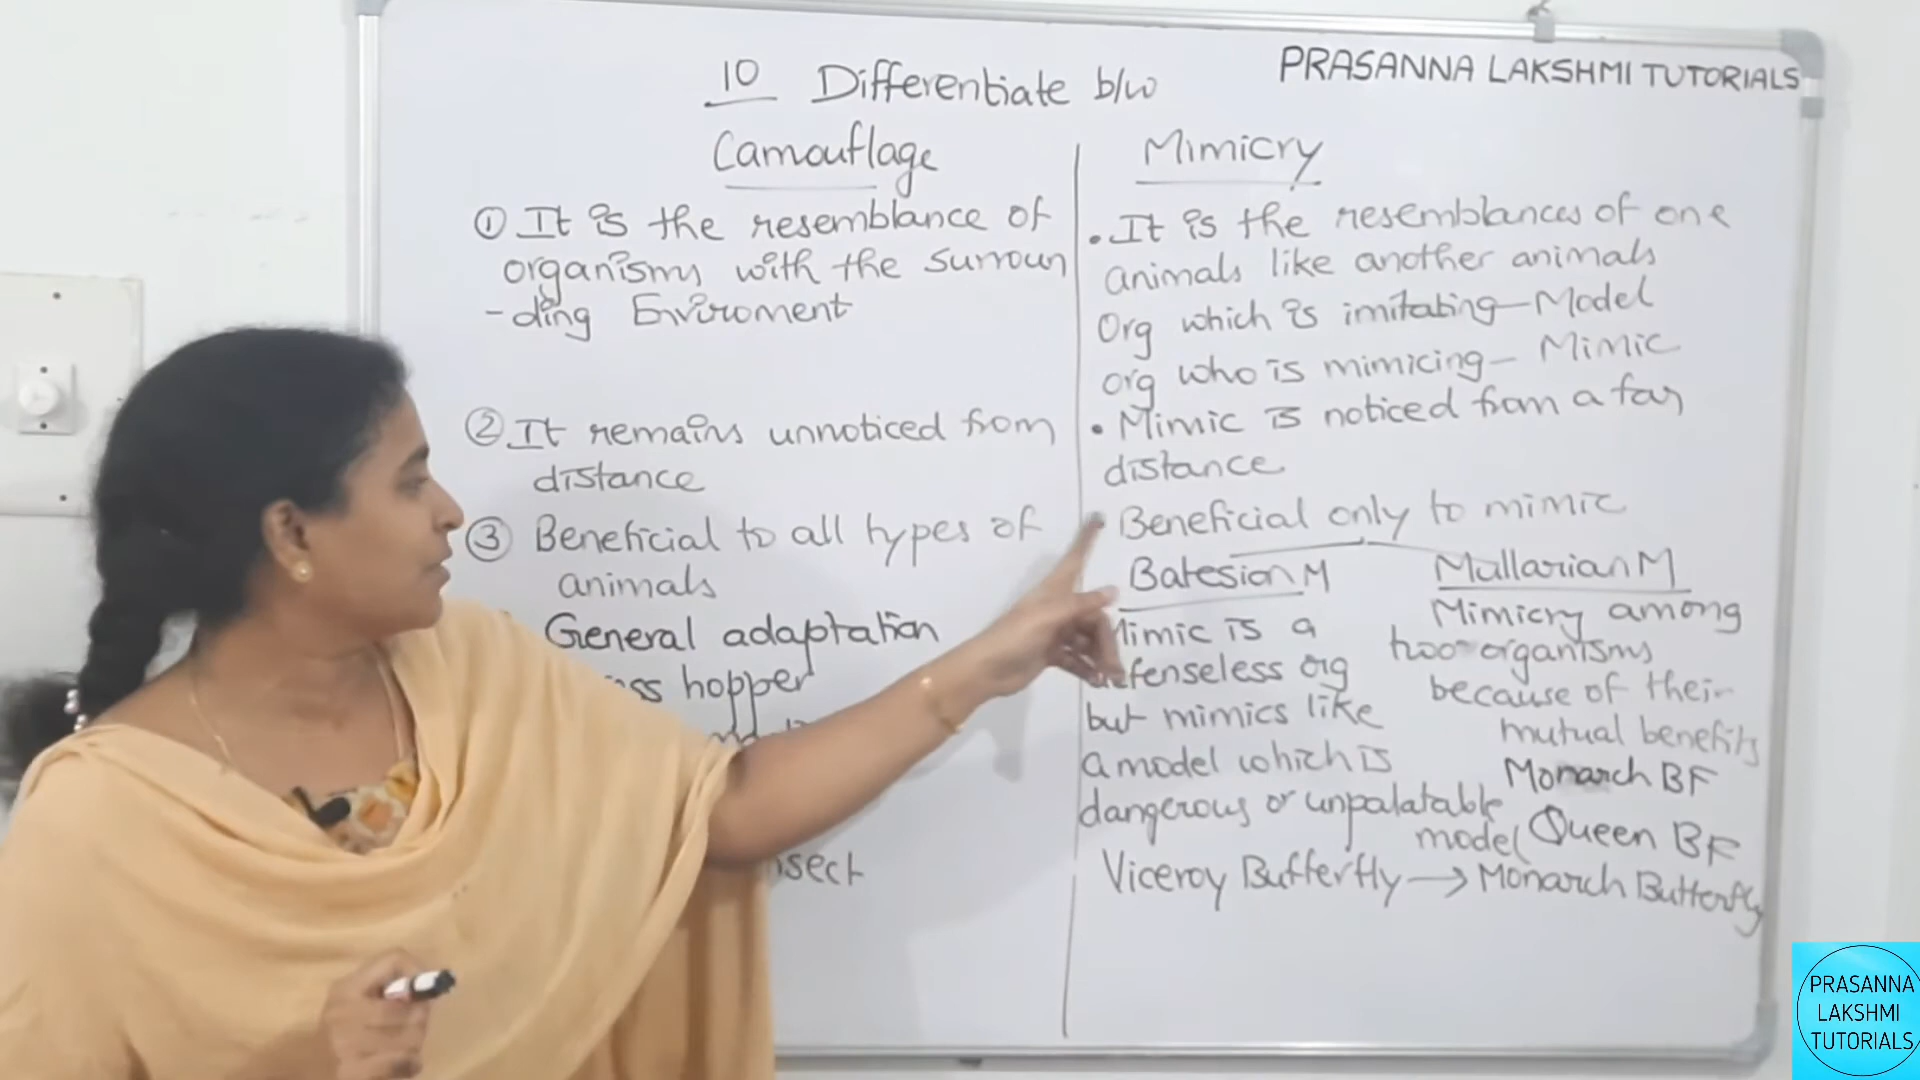 PRASANNA LAKSHMI TUTORIALS
10 Differentiate b/w
Camouflage
① It is the resemblance of
organisms with the surroun
-ding Enviroment
② It remains unnoticed from
distance
③ Beneficial to all types of
animals
General adaptation
hopper
Mimicry
• It is the resemblances of one
animals like another animals
Org which is imitating - Model
org who is mimicing - Mimic
• Mimic is noticed from a far
distance
• Beneficial only to mimic
Batesian M
Mimic is a
defenseless org
but mimics like
a model which is
dangerous or unpalatable
model
Viceroy Butterfly → Monarch Butterfly
Mullarian M
Mimicry among
two organisms
because of their
mutual benefits
Monarch BF
Queen BF
PRASANNA
LAKSHMI
TUTORIALS